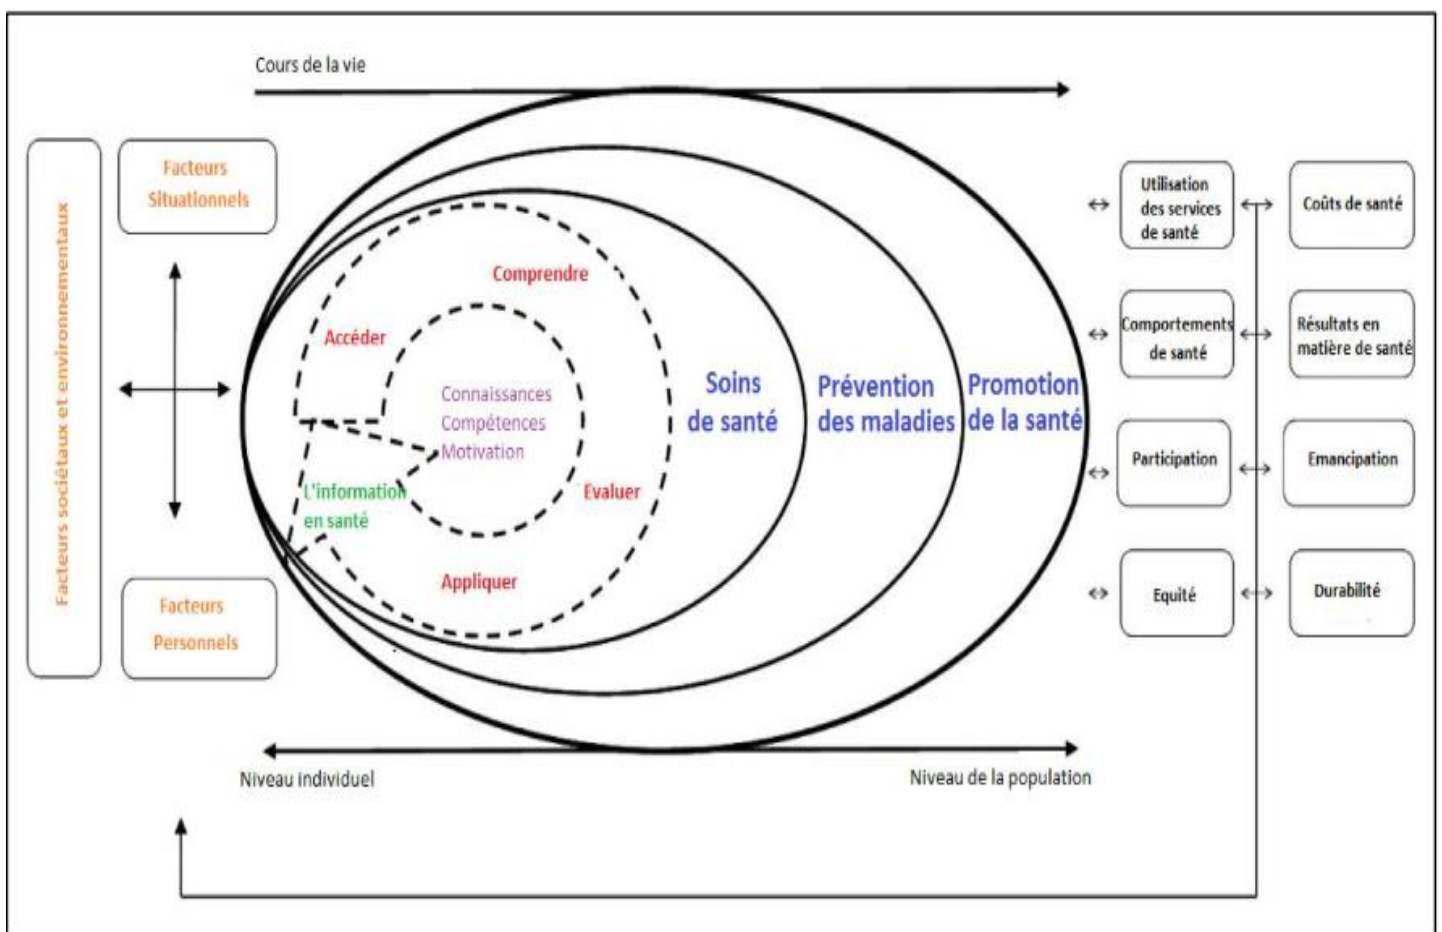 Cours de la vie
Facteurs sociétaux et environnementaux
Facteurs
Situationnels
Facteurs
Personnels
Comprendre
Accéder
Connaissances
Compétences
Motivation
L'information
en santé
Evaluer
Appliquer
Soins
de santé
Prévention
des maladies
Promotion
de la santé
Utilisation
des services
de santé
Coûts de santé
Comportements
de santé
Résultats en
matière de santé
Participation
Emancipation
Equité
Durabilité
Niveau individuel
Niveau de la population